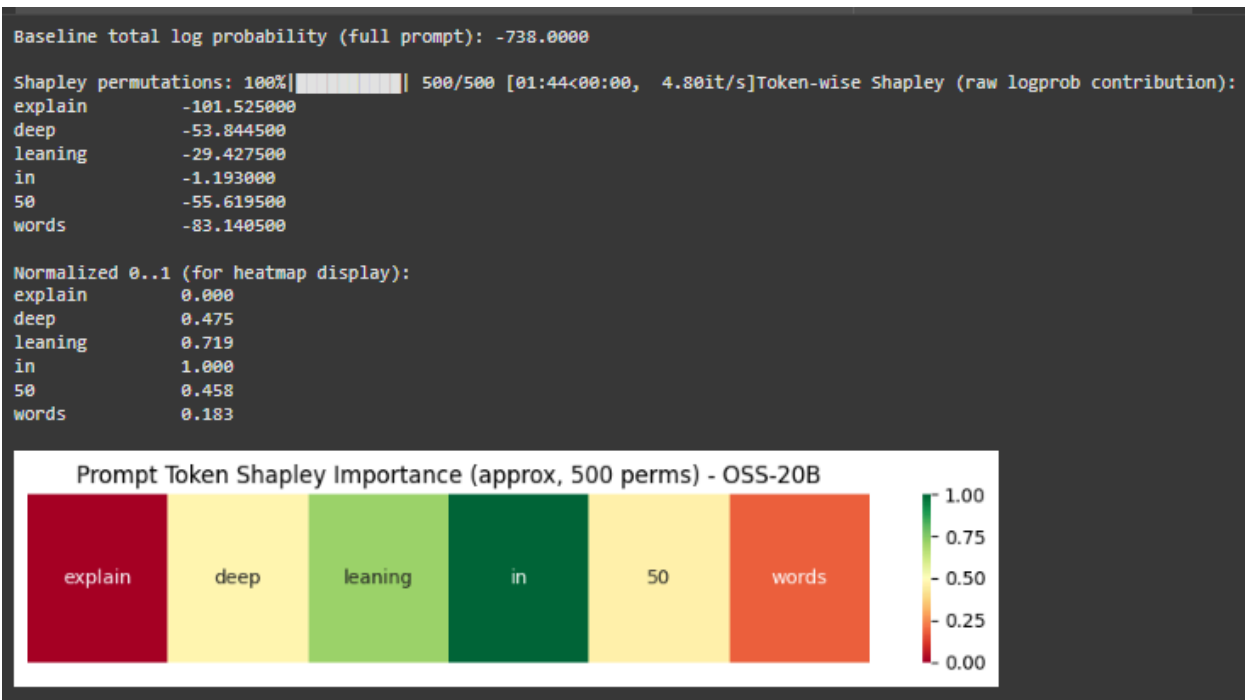 Baseline total log probability (full prompt): -738.0000
Shapley permutations: 100%|██████████| 500/500 [01:44<00:00,  4.80it/s]Token-wise Shapley (raw logprob contribution):
explain -101.525000
deep -53.844500
leaning -29.427500
in -1.193000
50 -55.619500
words -83.140500
Normalized 0..1 (for heatmap display):
explain 0.000
deep 0.475
leaning 0.719
in 1.000
50 0.458
words 0.183
Prompt Token Shapley Importance (approx, 500 perms) - OSS-20B
explain deep leaning in 50 words
1.00
0.75
0.50
0.25
0.00